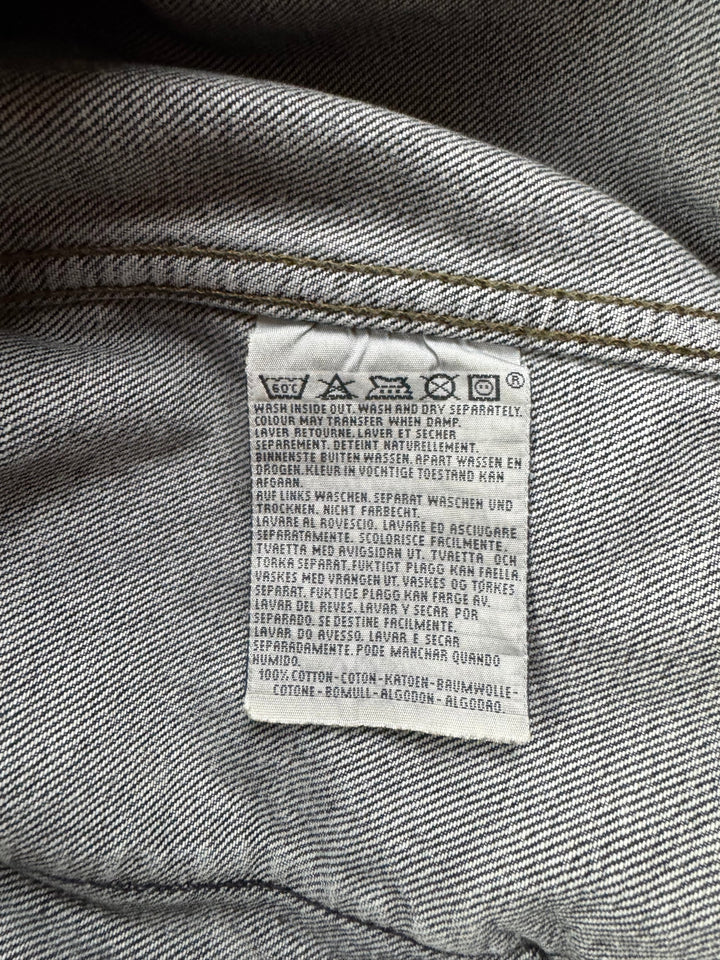 60°C ®
WASH INSIDE OUT. WASH AND DRY SEPARATELY.
COLOUR MAY TRANSFER WHEN DAMP.
LAVER RETOURNE. LAVER ET SECHER
SEPAREMENT. DETEINT NATURELLEMENT.
BINNENSTE BUITEN WASSEN. APART WASSEN EN
DROGEN. KLEUR IN VOCHTIGE TOESTAND KAN
AFGAAN.
AUF LINKS WASCHEN. SEPARAT WASCHEN UND
TROCKNEN. NICHT FARBECHT.
LAVARE AL ROVESCIO. LAVARE ED ASCIUGARE
SEPARATAMENTE. SCOLORISCE FACILMENTE.
TVAETTA MED AVIGSIDAN UT. TVAETTA OCH
TORKA SEPARAT. FUKTIGT PLAGG KAN FAELLA.
VASKES MED VRANGEN UT. VASKES OG TØRKES
SEPARAT. FUKTIGE PLAGG KAN FARGE AV.
LAVAR DEL REVES. LAVAR Y SECAR POR
SEPARADO. SE DESTINE FACILMENTE.
LAVAR DO AVESSO. LAVAR E SECAR
SEPARADAMENTE. PODE MANCHAR QUANDO
HUMIDO.
100% COTTON-COTON-KATOEN-BAUMWOLLE-
COTONE-BOMULL-ALGODON-ALGODAO.